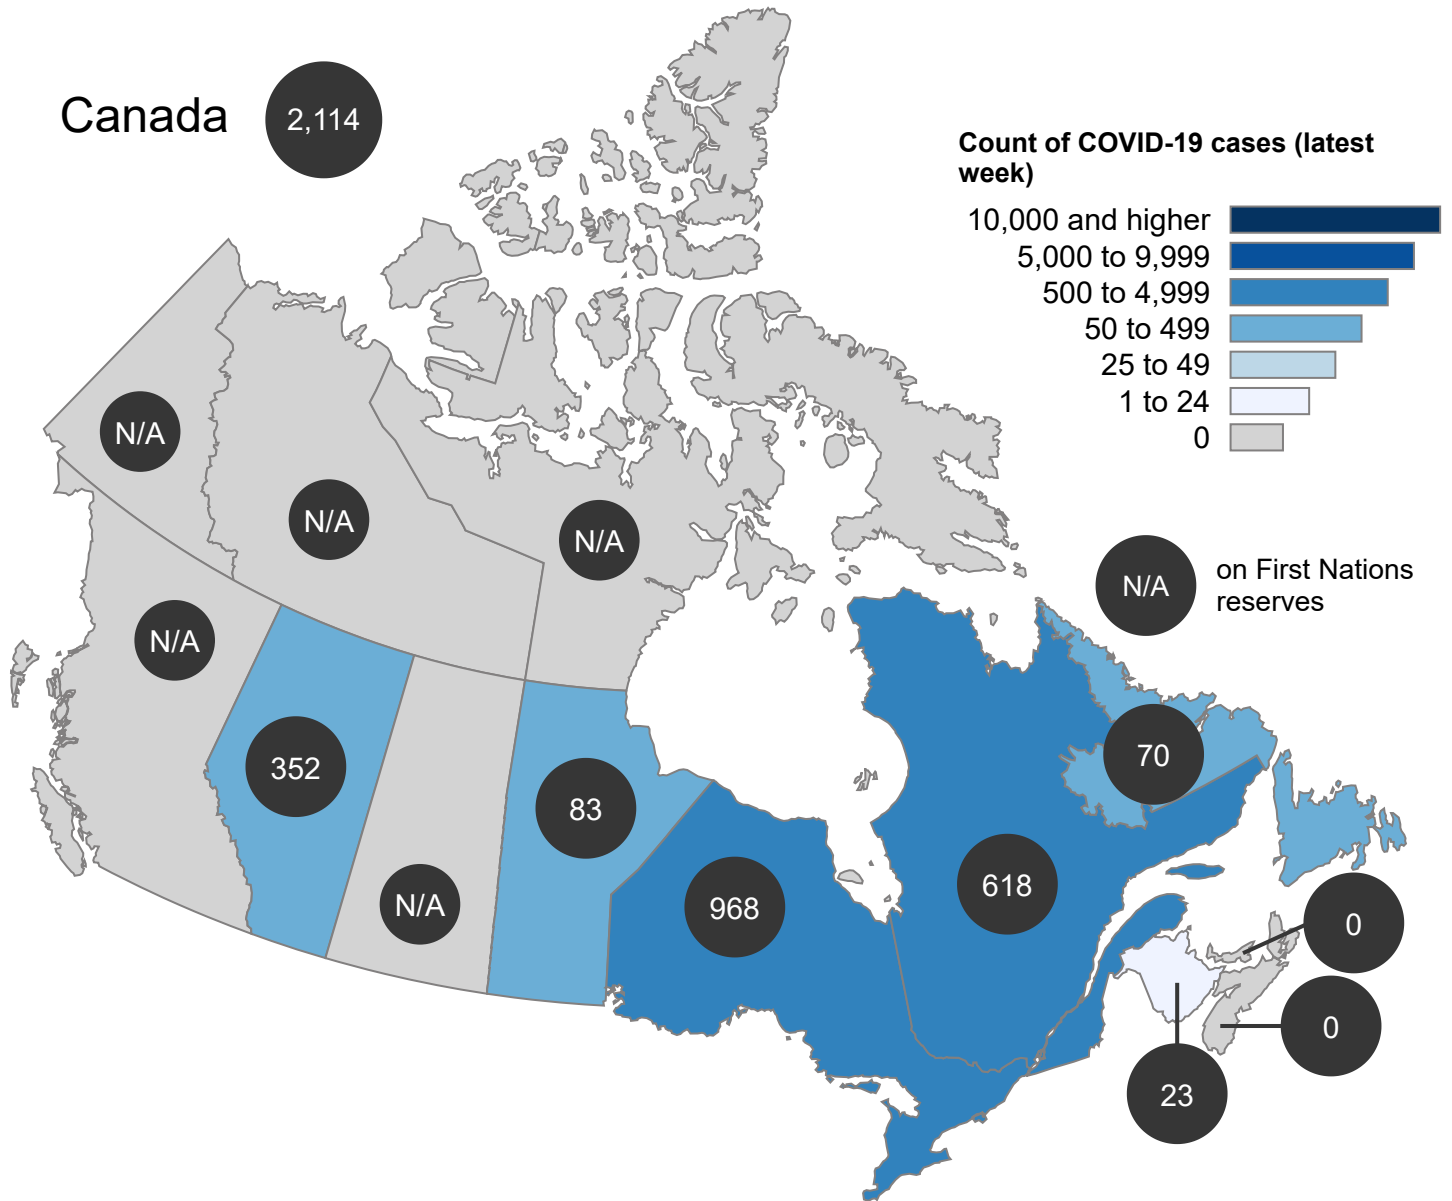 Canada
2,114
Count of COVID-19 cases (latest
week)
10,000 and higher
5,000 to 9,999
500 to 4,999
50 to 499
25 to 49
1 to 24
0
N/A
N/A
N/A
N/A
on First Nations
reserves
N/A
352
83
N/A
968
618
70
0
0
23